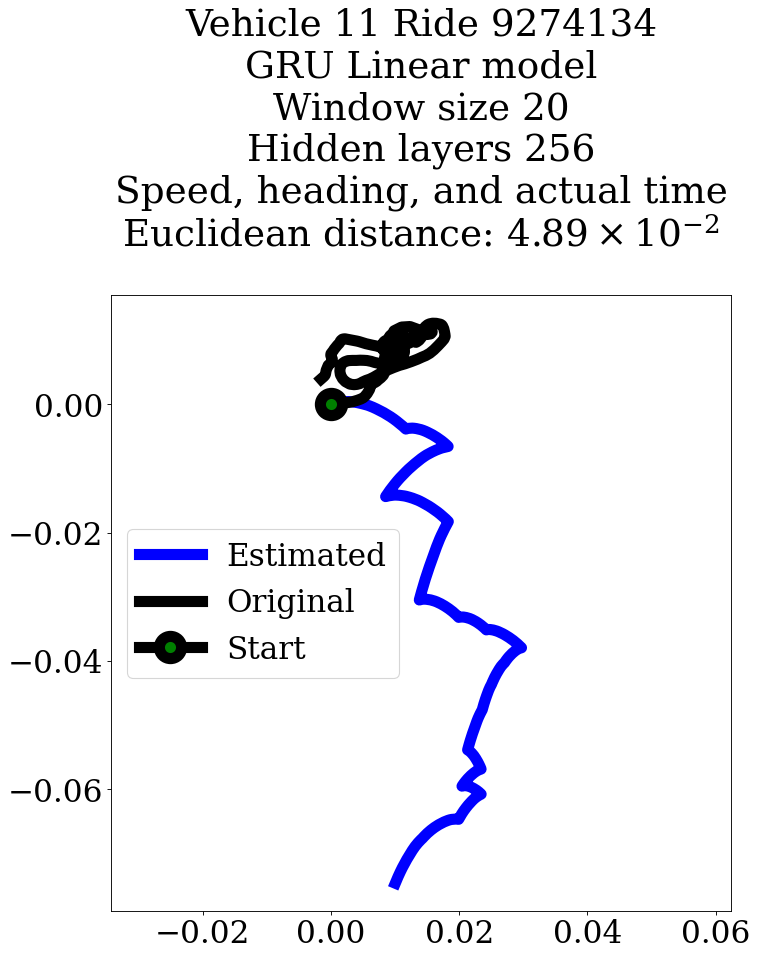 Vehicle 11 Ride 9274134
GRU Linear model
Window size 20
Hidden layers 256
Speed, heading, and actual time
Euclidean distance: 4.89 × 10⁻²
0.00
−0.02
−0.04
−0.06
Estimated
Original
Start
−0.02 0.00 0.02 0.04 0.06